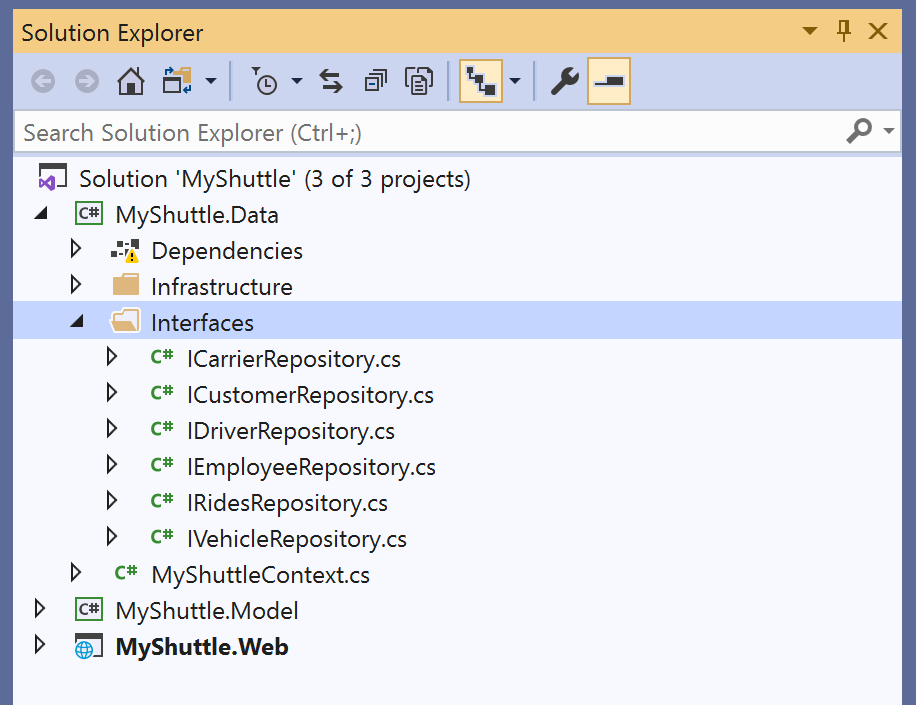 Solution Explorer
Search Solution Explorer (Ctrl+;)
Solution 'MyShuttle' (3 of 3 projects)
C# MyShuttle.Data
Dependencies
Infrastructure
Interfaces
C# ICarrierRepository.cs
C# ICustomerRepository.cs
C# IDriverRepository.cs
C# IEmployeeRepository.cs
C# IRidesRepository.cs
C# IVehicleRepository.cs
C# MyShuttleContext.cs
C# MyShuttle.Model
MyShuttle.Web